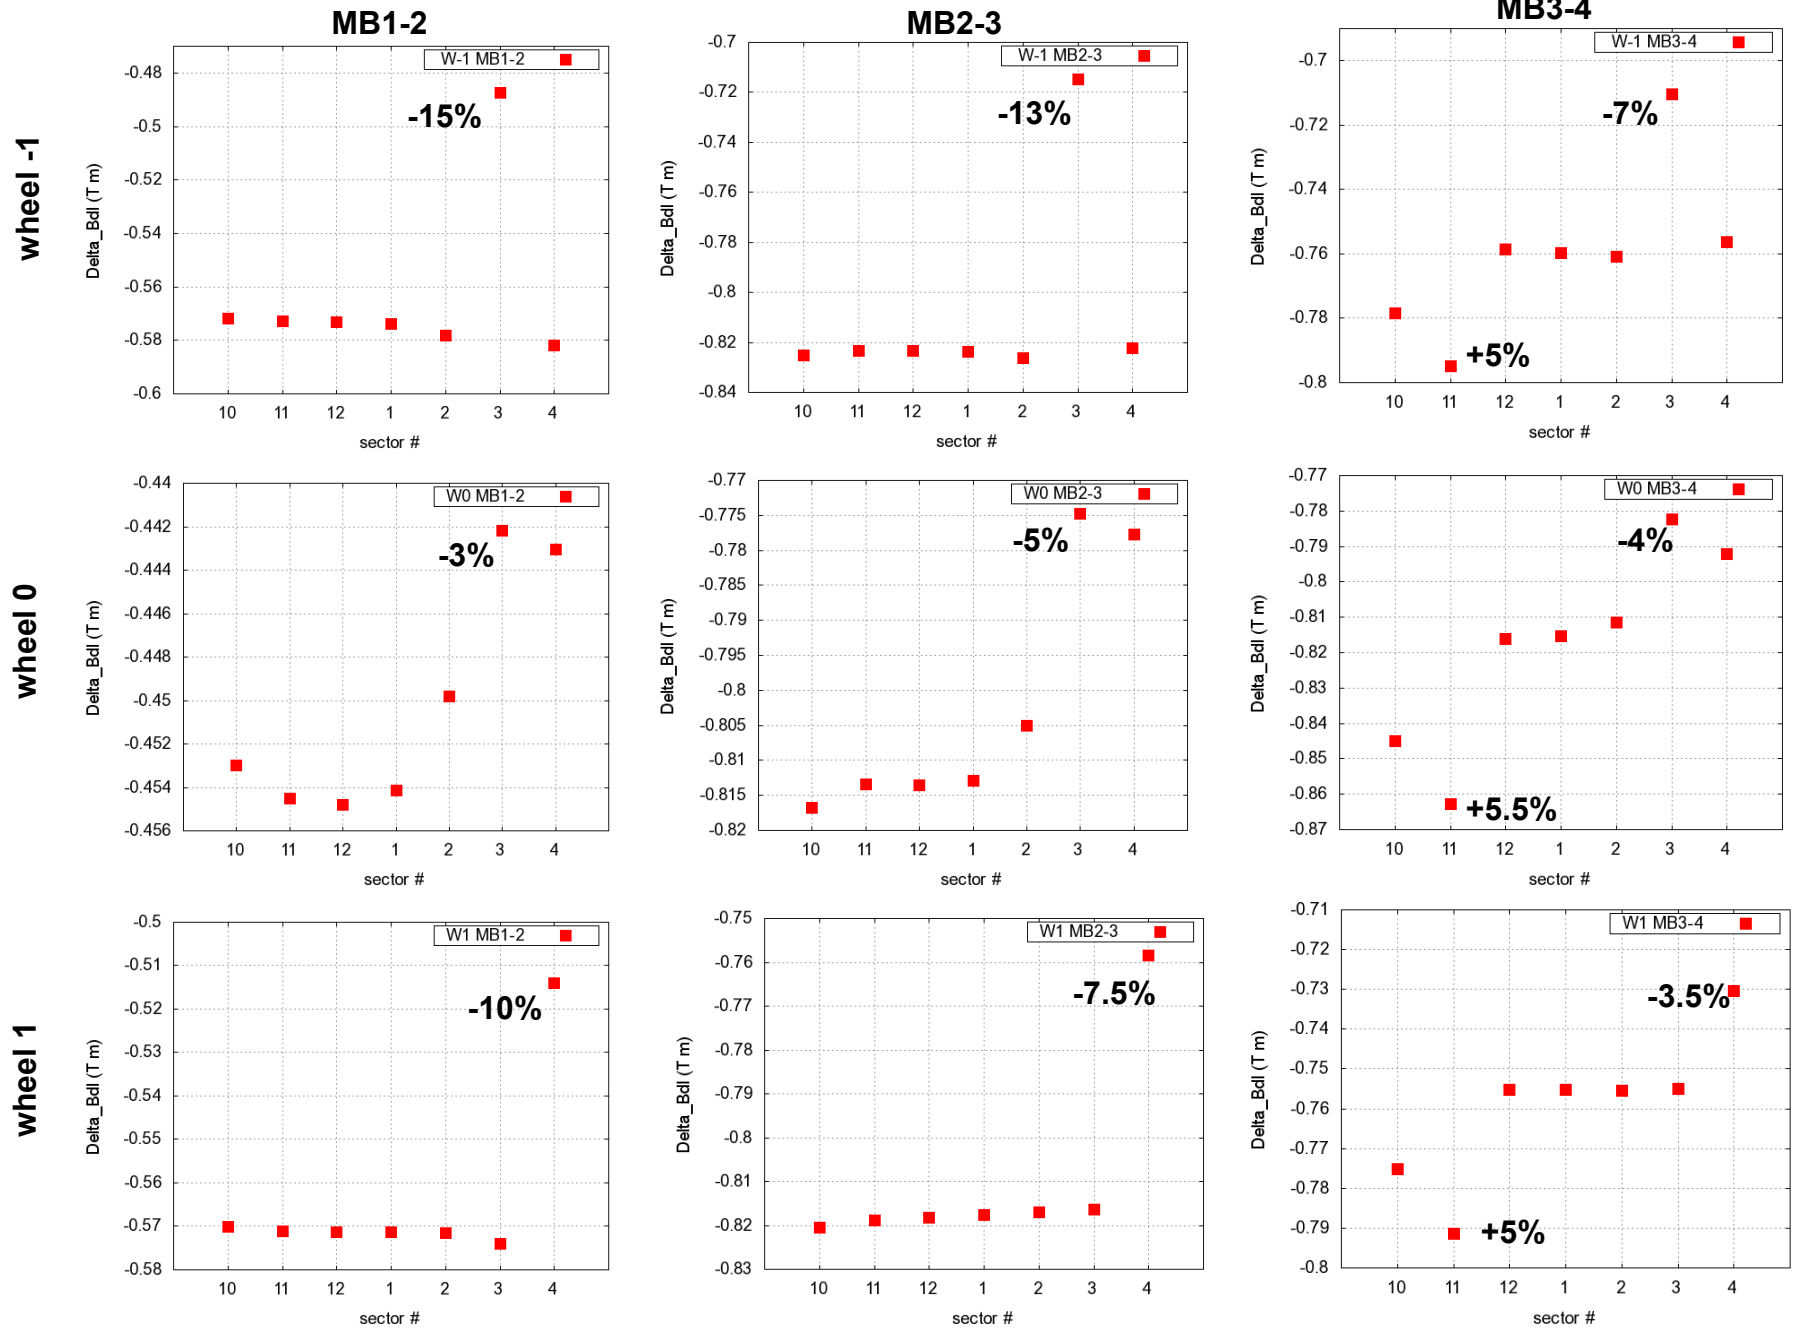 MB1-2
MB2-3
MB3-4
wheel -1
W-1 MB1-2
-0.48
-0.5
-0.52
-0.54
-0.56
-0.58
-0.6
-15%
Delta_Bdl (T m)
10 11 12 1 2 3 4
sector #
W-1 MB2-3
-0.7
-0.72
-0.74
-0.76
-0.78
-0.8
-0.82
-0.84
-13%
Delta_Bdl (T m)
10 11 12 1 2 3 4
sector #
W-1 MB3-4
-0.7
-0.72
-0.74
-0.76
-0.78
-0.8
-7%
+5%
Delta_Bdl (T m)
10 11 12 1 2 3 4
sector #
wheel 0
W0 MB1-2
-0.44
-0.442
-0.444
-0.446
-0.448
-0.45
-0.452
-0.454
-0.456
-3%
Delta_Bdl (T m)
10 11 12 1 2 3 4
sector #
W0 MB2-3
-0.77
-0.775
-0.78
-0.785
-0.79
-0.795
-0.8
-0.805
-0.81
-0.815
-0.82
-5%
Delta_Bdl (T m)
10 11 12 1 2 3 4
sector #
W0 MB3-4
-0.77
-0.78
-0.79
-0.8
-0.81
-0.82
-0.83
-0.84
-0.85
-0.86
-0.87
-4%
+5.5%
Delta_Bdl (T m)
10 11 12 1 2 3 4
sector #
wheel 1
W1 MB1-2
-0.5
-0.51
-0.52
-0.53
-0.54
-0.55
-0.56
-0.57
-0.58
-10%
Delta_Bdl (T m)
10 11 12 1 2 3 4
sector #
W1 MB2-3
-0.75
-0.76
-0.77
-0.78
-0.79
-0.8
-0.81
-0.82
-0.83
-7.5%
Delta_Bdl (T m)
10 11 12 1 2 3 4
sector #
W1 MB3-4
-0.71
-0.72
-0.73
-0.74
-0.75
-0.76
-0.77
-0.78
-0.79
-0.8
-3.5%
+5%
Delta_Bdl (T m)
10 11 12 1 2 3 4
sector #